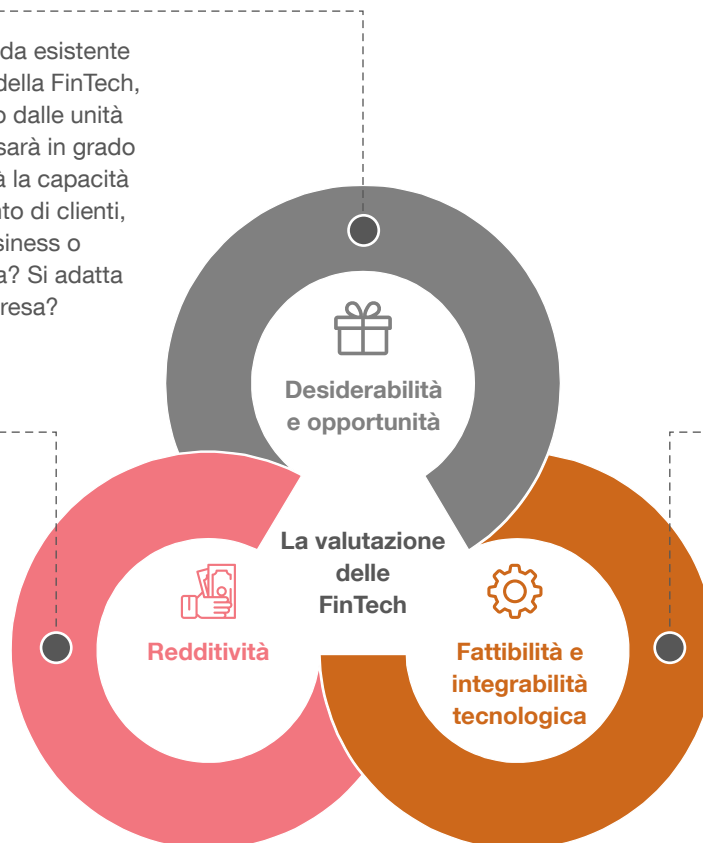 da esistente
della FinTech,
o dalle unità
sarà in grado
à la capacità
nto di clienti,
siness o
a? Si adatta
resa?
Desiderabilità
e opportunità
La valutazione
delle
FinTech
Redditività
Fattibilità e
integrabilità
tecnologica